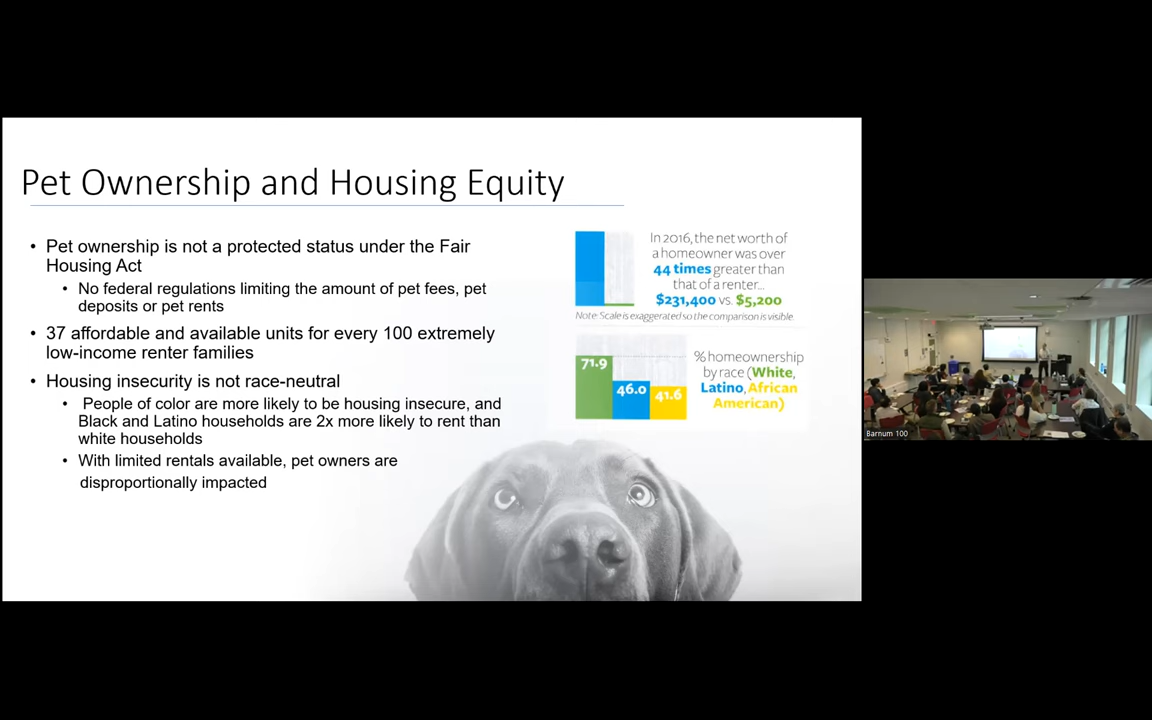 Pet Ownership and Housing Equity
• Pet ownership is not a protected status under the Fair
Housing Act
• No federal regulations limiting the amount of pet fees, pet
deposits or pet rents
• 37 affordable and available units for every 100 extremely
low-income renter families
• Housing insecurity is not race-neutral
• People of color are more likely to be housing insecure, and
Black and Latino households are 2x more likely to rent than
white households
• With limited rentals available, pet owners are
disproportionally impacted
In 2016, the net worth of
a homeowner was over
44 times greater than
that of a renter...
$231,400 vs. $5,200
Note: Scale is exaggerated so the comparison is visible.
71.9
46.0
41.6
% homeownership
by race (White,
Latino, African
American)
Barnum 100